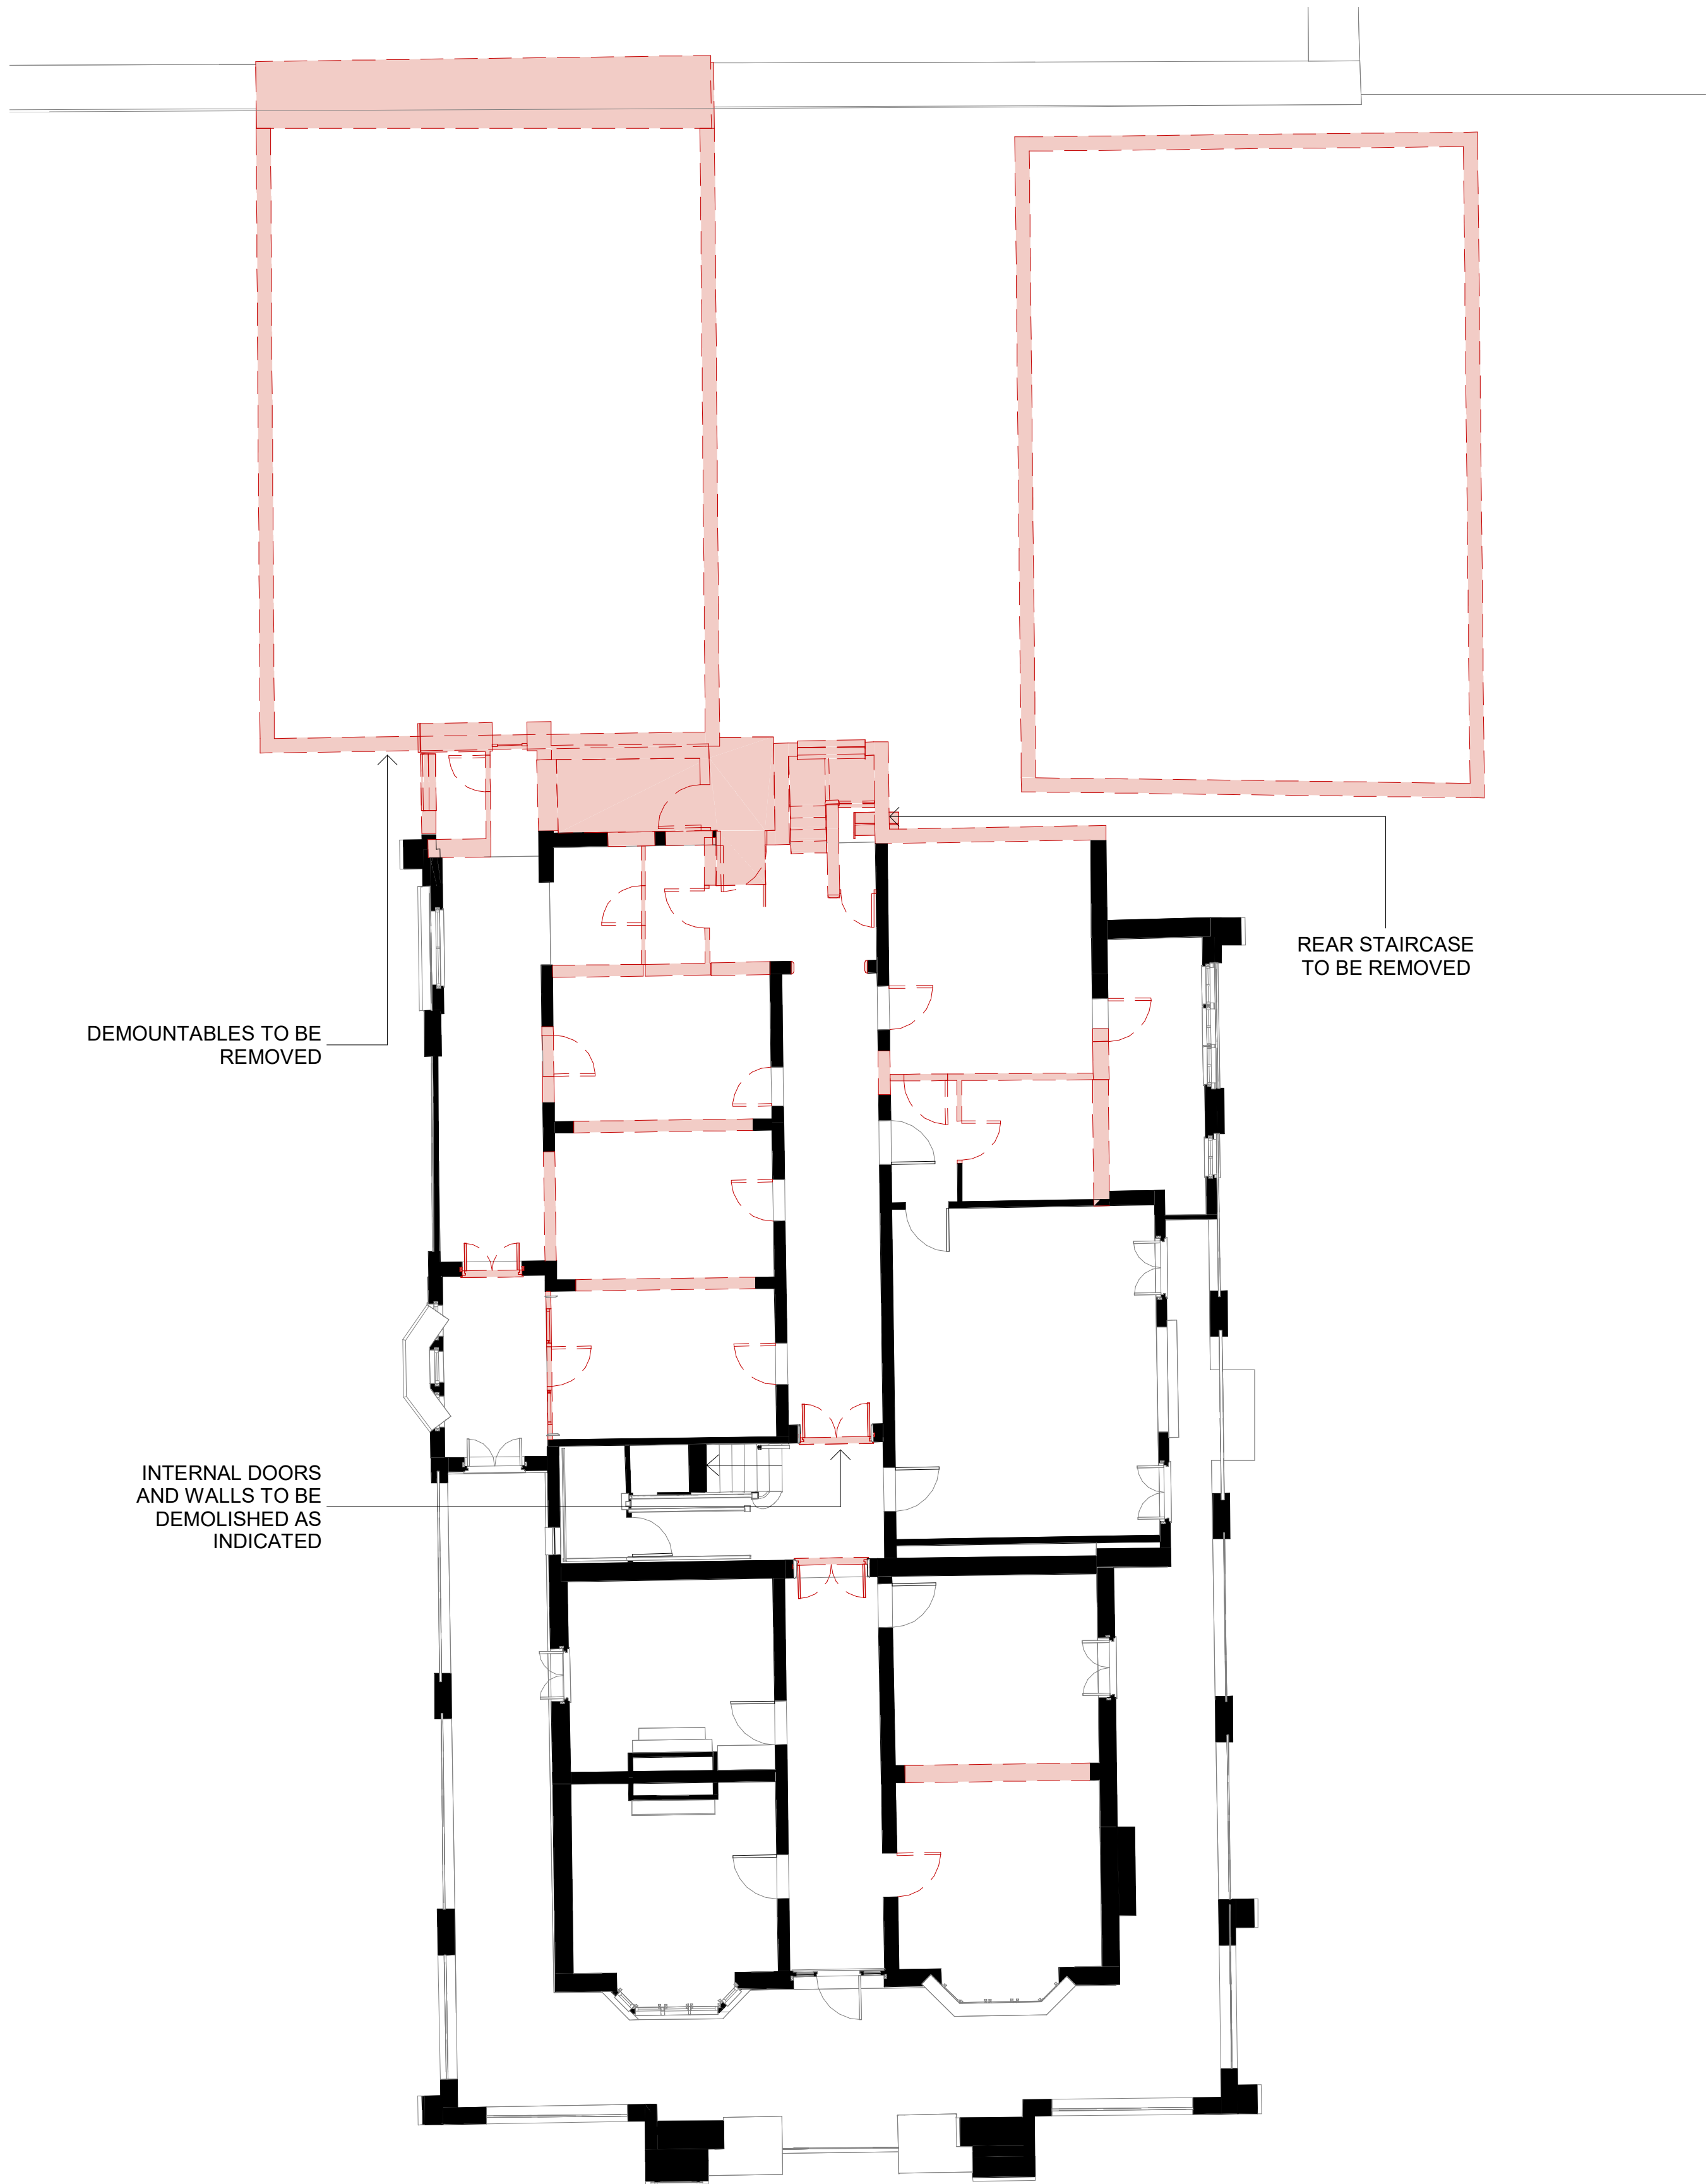 REAR STAIRCASE
TO BE REMOVED
DEMOUNTABLES TO BE
REMOVED
INTERNAL DOORS
AND WALLS TO BE
DEMOLISHED AS
INDICATED